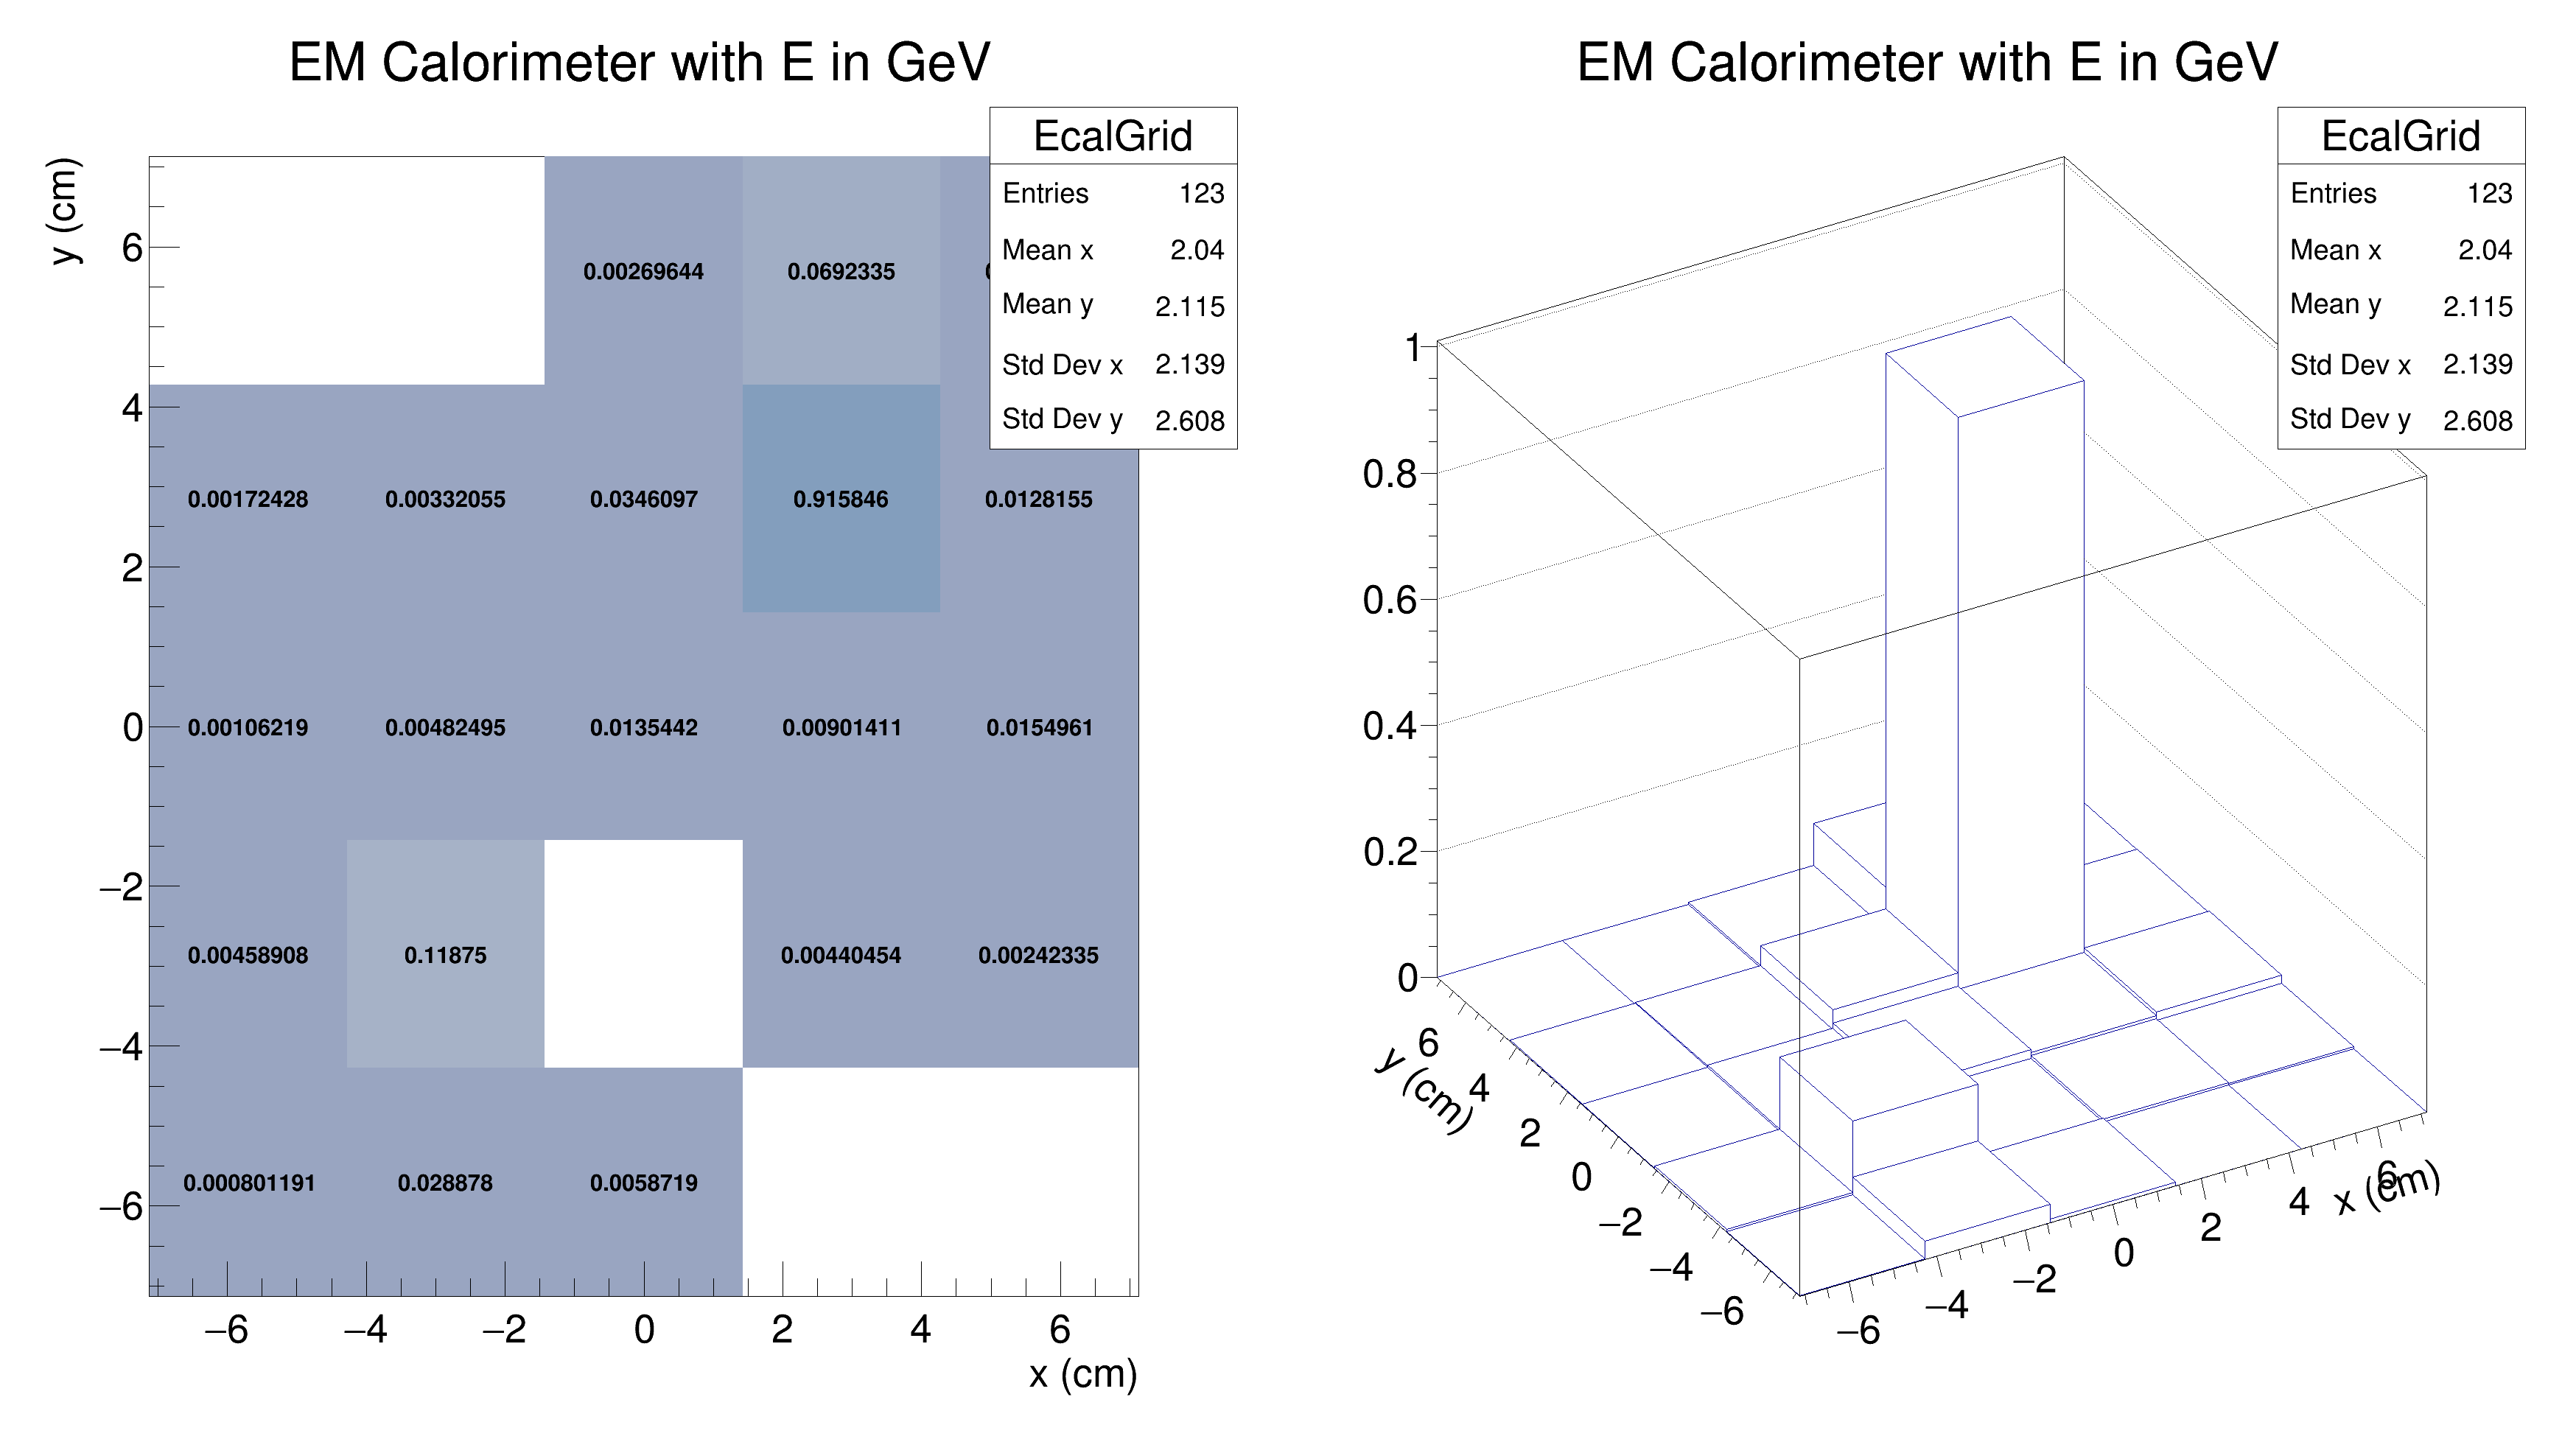 EM Calorimeter with E in GeV
EcalGrid
Entries 123
Mean x 2.04
Mean y 2.115
Std Dev x 2.139
Std Dev y 2.608
y (cm)
6
4
2
0
−2
−4
−6
0.00269644 0.0692335
0.00172428 0.00332055 0.0346097 0.915846 0.0128155
0.00106219 0.00482495 0.0135442 0.00901411 0.0154961
0.00458908 0.11875 0.00440454 0.00242335
0.000801191 0.028878 0.0058719
−6 −4 −2 0 2 4 6
x (cm)
EM Calorimeter with E in GeV
EcalGrid
Entries 123
Mean x 2.04
Mean y 2.115
Std Dev x 2.139
Std Dev y 2.608
1
0.8
0.6
0.4
0.2
0
y (cm)
6
4
2
0
−2
−4
−6
−6
−4
−2
0
2
4
6
x (cm)